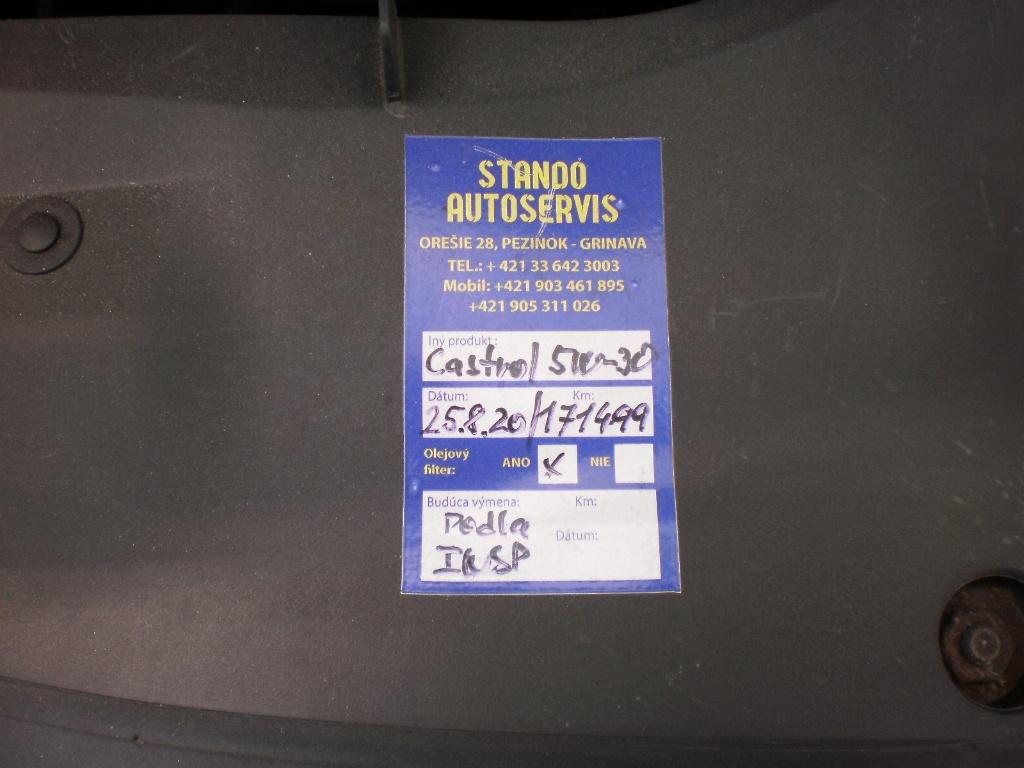 STANDO
AUTOSERVIS
OREŠIE 28, PEZINOK - GRINAVA
TEL.: + 421 33 642 3003
Mobil: +421 903 461 895
+421 905 311 026
Iný produkt:
Castrol 5W-30
Dátum: Km:
25.8.20/171499
Olejový
filter: ANO X NIE
Budúca výmena: Km:
Podla
Dátum:
INSP